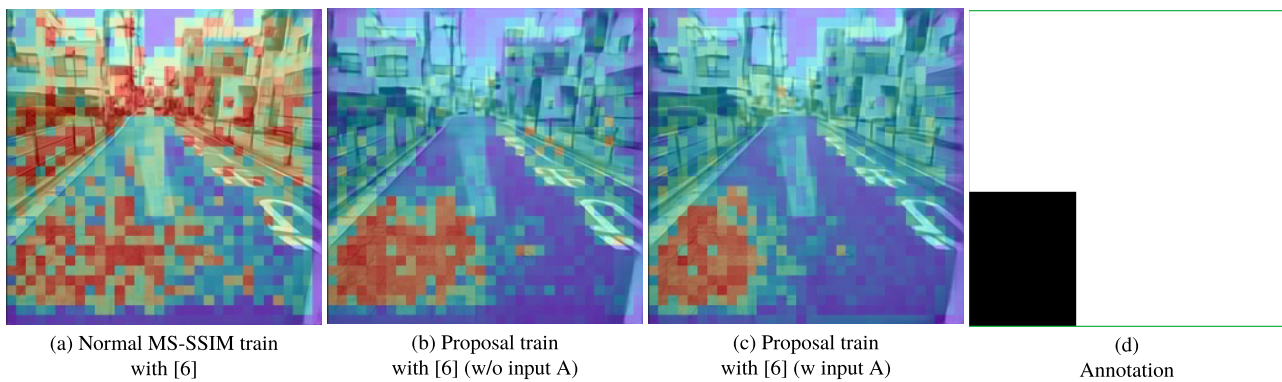 (a) Normal MS-SSIM train
with [6]
(b) Proposal train
with [6] (w/o input A)
(c) Proposal train
with [6] (w input A)
(d)
Annotation